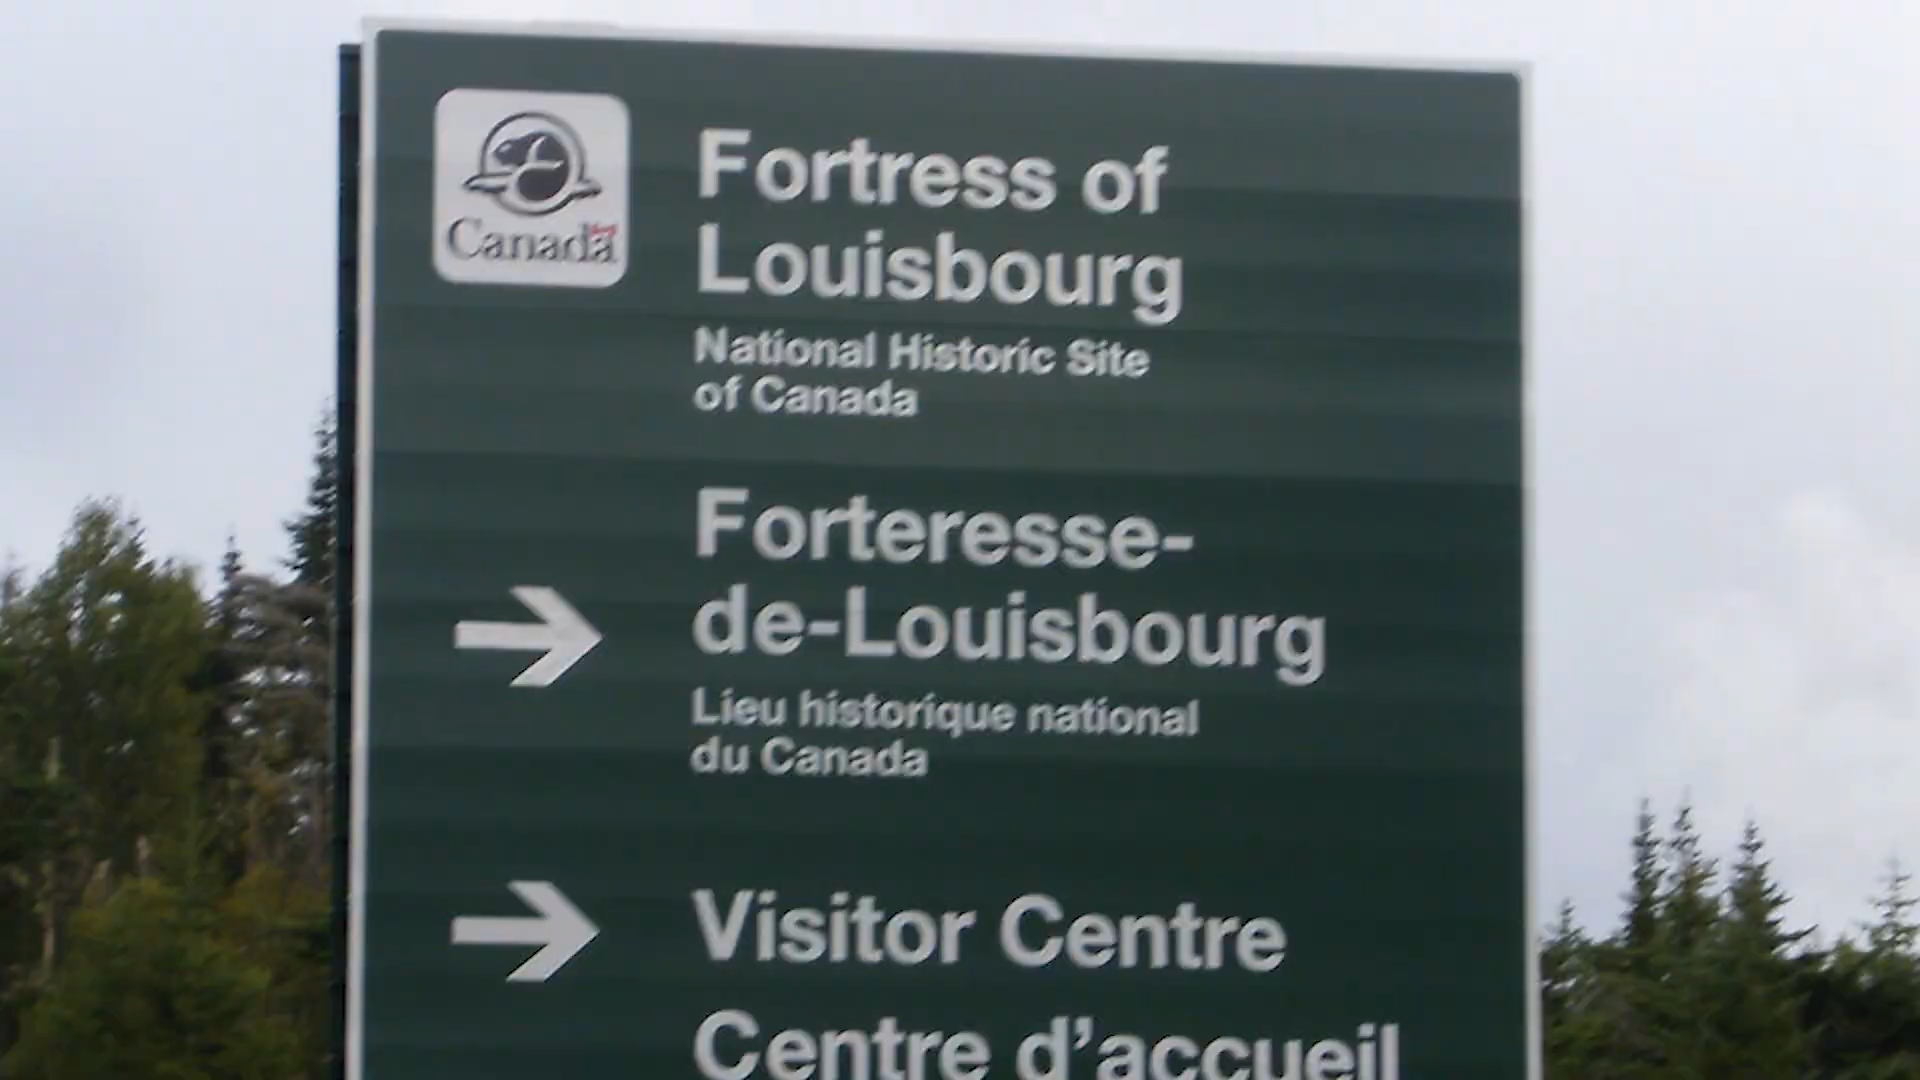 Canada
Fortress of
Louisbourg
National Historic Site
of Canada
Forteresse-
de-Louisbourg
Lieu historique national
du Canada
Visitor Centre
Centre d'accueil